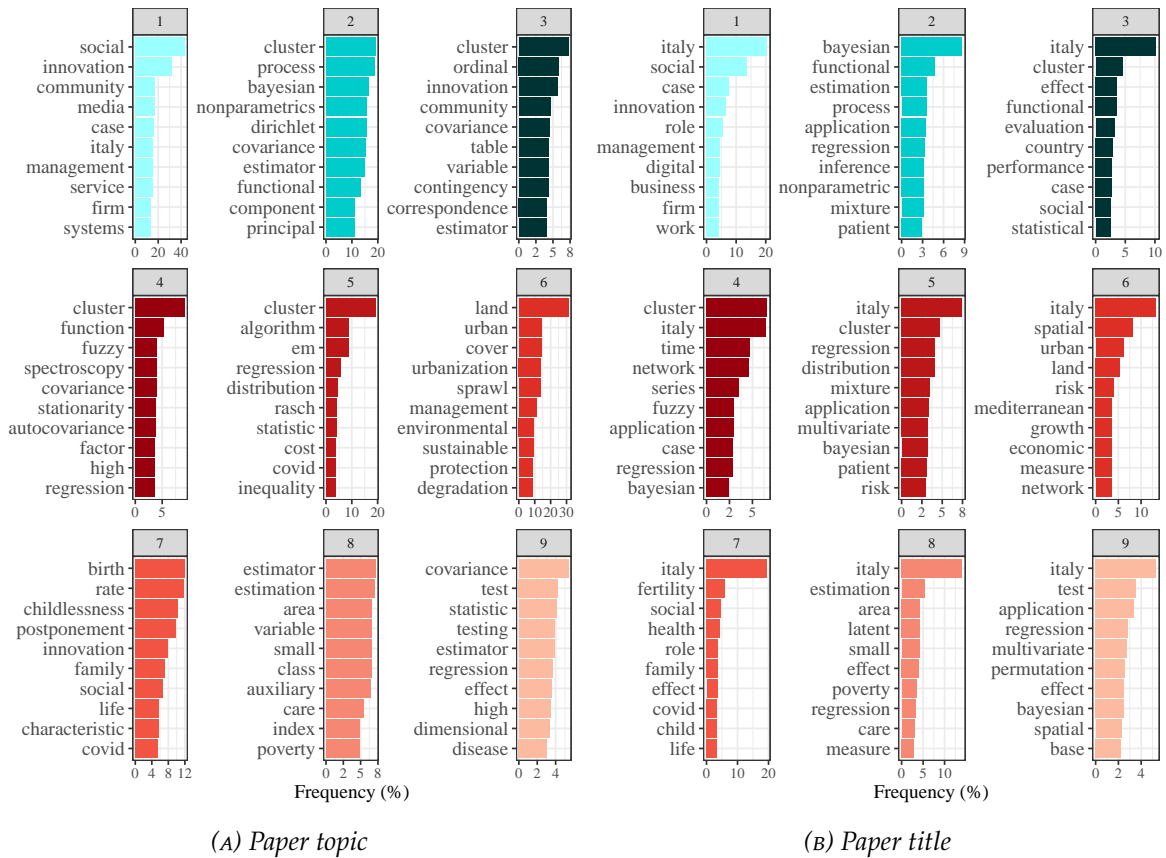 1
social
innovation
community
media
case
italy
management
service
firm
systems
0 20 40
2
cluster
process
bayesian
nonparametrics
dirichlet
covariance
estimator
functional
component
principal
0 5 10 15 20
3
cluster
ordinal
innovation
community
covariance
table
variable
contingency
correspondence
estimator
0 2 5 8
4
cluster
function
fuzzy
spectroscopy
covariance
stationarity
autocovariance
factor
high
regression
0 5
5
cluster
algorithm
em
regression
distribution
rasch
statistic
cost
covid
inequality
0 5 10 15 20
6
land
urban
cover
urbanization
sprawl
management
environmental
sustainable
protection
degradation
0 10 20 30
7
birth
rate
childlessness
postponement
innovation
family
social
life
characteristic
covid
0 4 8 12
8
estimator
estimation
area
variable
small
class
auxiliary
care
index
poverty
0 2 5 8
9
covariance
test
statistic
testing
estimator
regression
effect
high
dimensional
disease
0 2 4
Frequency (%)
(A) Paper topic
1
italy
social
case
innovation
role
management
digital
business
firm
work
0 10 20
2
bayesian
functional
estimation
process
application
regression
inference
nonparametric
mixture
patient
0 3 6 9
3
italy
cluster
effect
functional
evaluation
country
performance
case
social
statistical
0 5 10
4
cluster
italy
time
network
series
fuzzy
application
case
regression
bayesian
0 2 5
5
italy
cluster
regression
distribution
mixture
application
multivariate
bayesian
patient
risk
0 2 5 8
6
italy
spatial
urban
land
risk
mediterranean
growth
economic
measure
network
0 5 10
7
italy
fertility
social
health
role
family
effect
covid
child
life
0 10 20
8
italy
estimation
area
latent
small
effect
poverty
regression
care
measure
0 5 10
9
italy
test
application
regression
multivariate
permutation
effect
bayesian
spatial
base
0 2 4
Frequency (%)
(B) Paper title